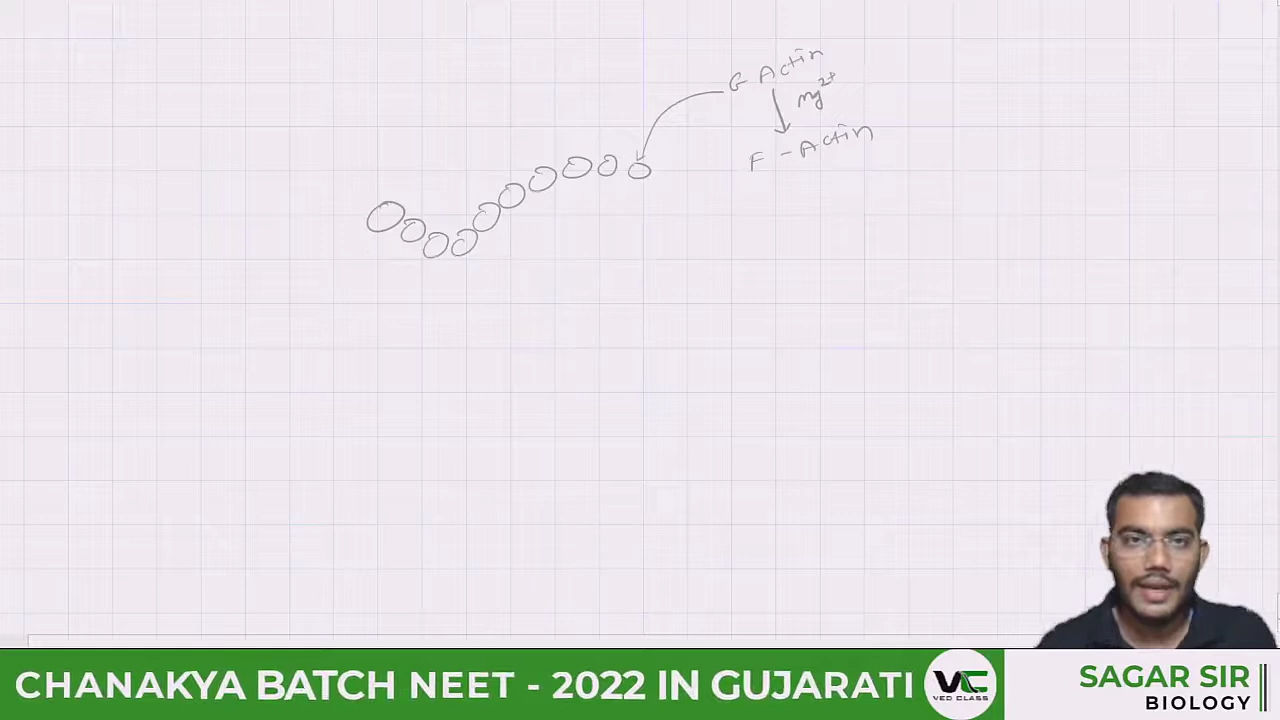 G Actin
Mg2+
F - Actin
CHANAKYA BATCH NEET - 2022 IN GUJARATI
VC
VED CLASS
SAGAR SIR
BIOLOGY